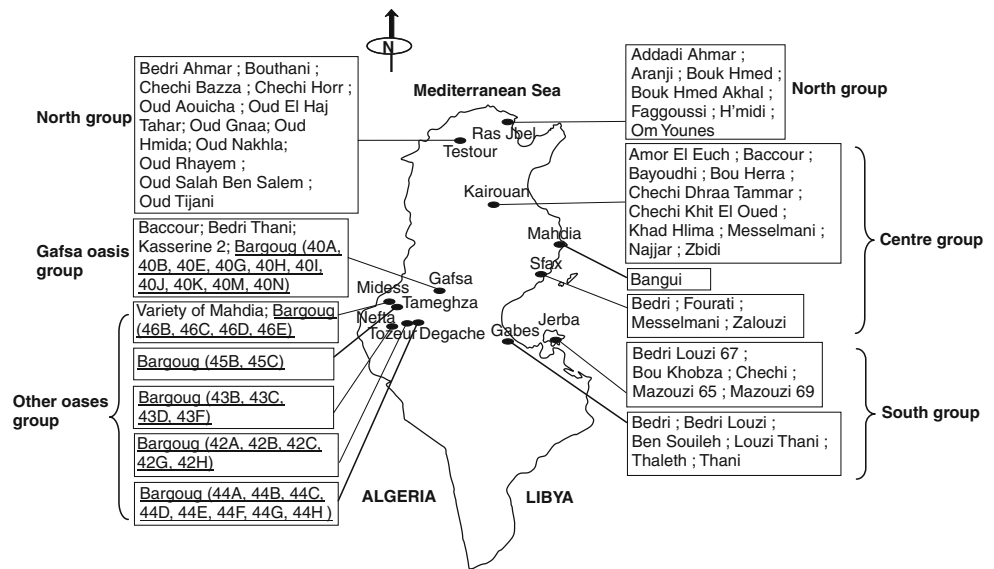 N
Mediterranean Sea
North group
Bedri Ahmar ; Bouthani ;
Chechi Bazza ; Chechi Horr ;
Oud Aouicha ; Oud El Haj
Tahar; Oud Gnaa; Oud
Hmida; Oud Nakhla;
Oud Rhayem ;
Oud Salah Ben Salem ;
Oud Tijani
Gafsa oasis
group
Baccour; Bedri Thani;
Kasserine 2; Bargoug (40A,
40B, 40E, 40G, 40H, 40I,
40J, 40K, 40M, 40N)
Other oases
group
Variety of Mahdia; Bargoug
(46B, 46C, 46D, 46E)
Bargoug (45B, 45C)
Bargoug (43B, 43C,
43D, 43F)
Bargoug (42A, 42B, 42C,
42G, 42H)
Bargoug (44A, 44B, 44C,
44D, 44E, 44F, 44G, 44H )
Ras Jbel
Testour
Kairouan
Mahdia
Sfax
Gafsa
Midess
Tameghza
Nefta
Tozeur
Degache
Gabes
Jerba
ALGERIA
LIBYA
Addadi Ahmar ;
Aranji ; Bouk Hmed ;
Bouk Hmed Akhal ;
Faggoussi ; H'midi ;
Om Younes
North group
Amor El Euch ; Baccour ;
Bayoudhi ; Bou Herra ;
Chechi Dhraa Tammar ;
Chechi Khit El Oued ;
Khad Hlima ; Messelmani ;
Najjar ; Zbidi
Bangui
Bedri ; Fourati ;
Messelmani ; Zalouzi
Centre group
Bedri Louzi 67 ;
Bou Khobza ; Chechi ;
Mazouzi 65 ; Mazouzi 69
Bedri ; Bedri Louzi ;
Ben Souileh ; Louzi Thani ;
Thaleth ; Thani
South group